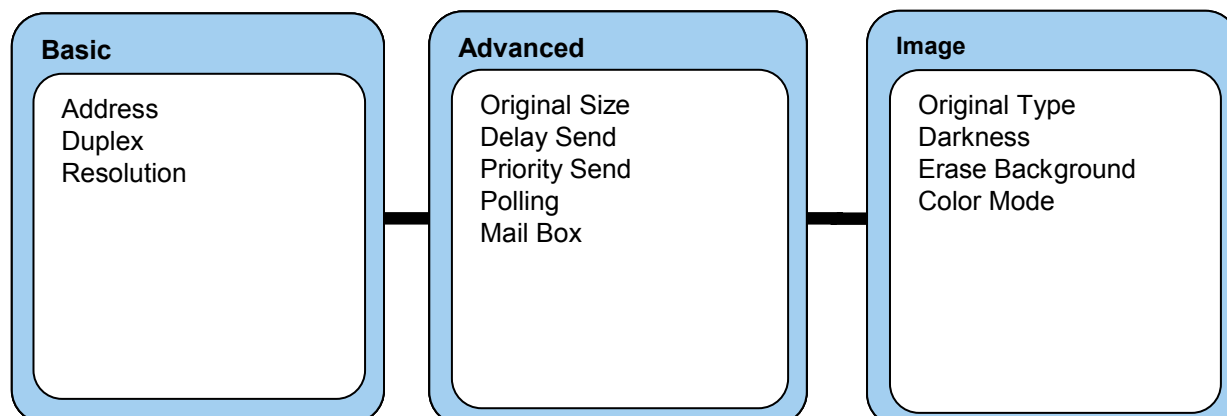 Basic
Address
Duplex
Resolution
Advanced
Original Size
Delay Send
Priority Send
Polling
Mail Box
Image
Original Type
Darkness
Erase Background
Color Mode